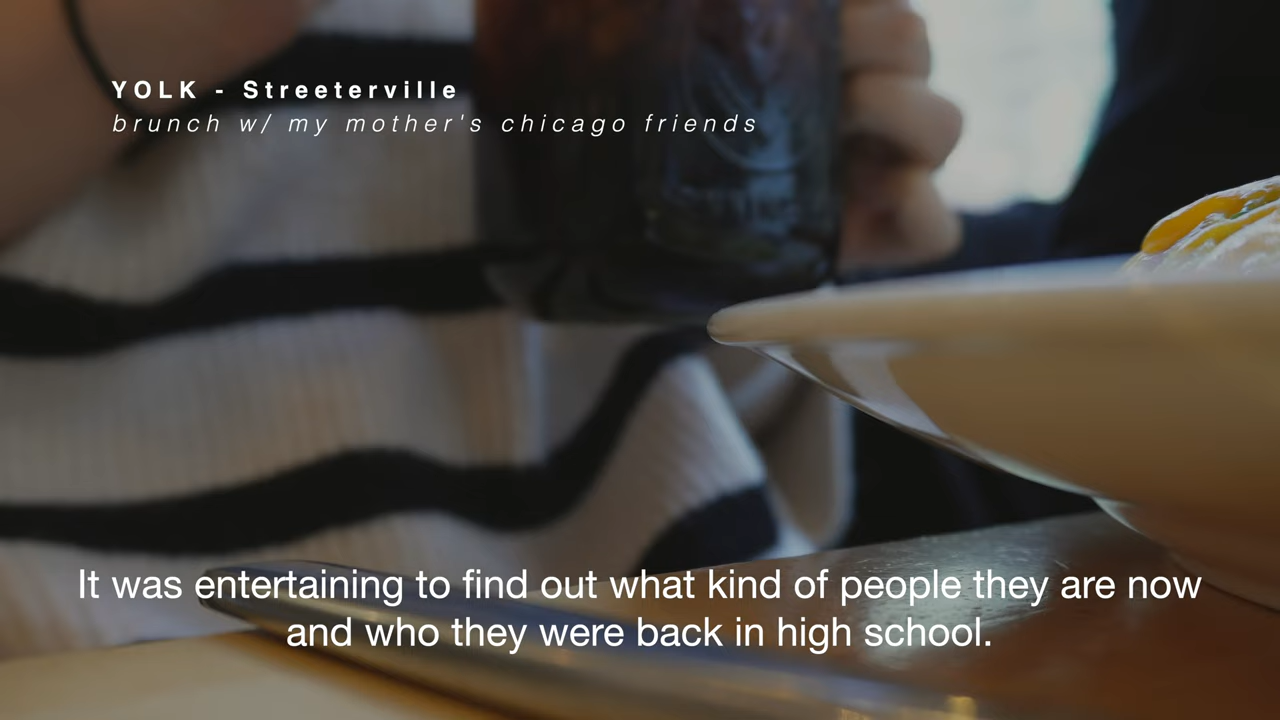 YOLK - Streeterville
brunch w/ my mother's chicago friends
It was entertaining to find out what kind of people they are now
and who they were back in high school.